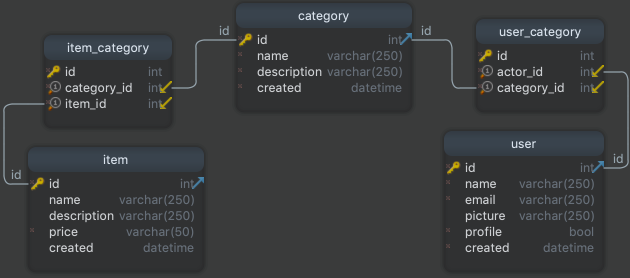 category
id int
name varchar(250)
description varchar(250)
created datetime
item_category
id int
category_id int
item_id int
user_category
id int
actor_id int
category_id int
item
id int
name varchar(250)
description varchar(250)
price varchar(50)
created datetime
user
id int
name varchar(250)
email varchar(250)
picture varchar(250)
profile bool
created datetime
id
id
id
id